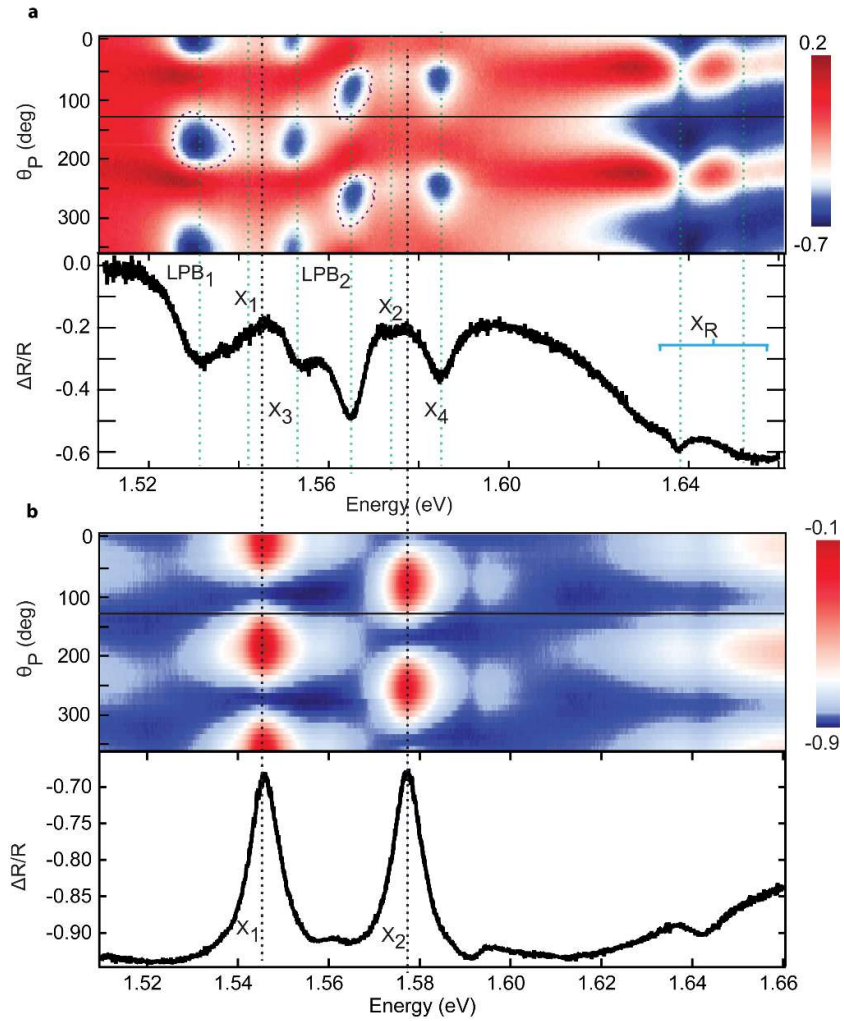 a
0
100
200
300
θP (deg)
0.2
-0.7
0.0
-0.2
-0.4
-0.6
ΔR/R
LPB1
X1
LPB2
X2
XR
X3
X4
1.52
1.56
1.60
1.64
Energy (eV)
b
0
100
200
300
θP (deg)
-0.1
-0.9
-0.70
-0.75
-0.80
-0.85
-0.90
ΔR/R
X1
X2
1.52
1.54
1.56
1.58
1.60
1.62
1.64
1.66
Energy (eV)